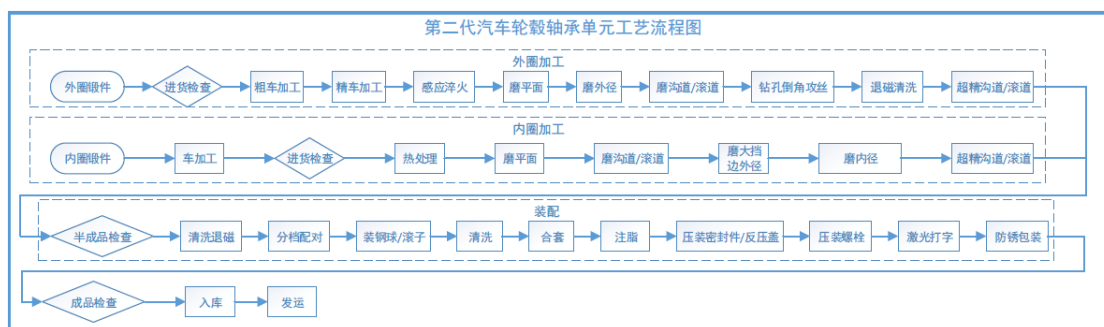 第二代汽车轮毂轴承单元工艺流程图
外圈加工
外圈锻件
进货检查
粗车加工
精车加工
感应淬火
磨平面
磨外径
磨沟道/滚道
钻孔倒角攻丝
退磁清洗
超精沟道/滚道
内圈加工
内圈锻件
车加工
进货检查
热处理
磨平面
磨沟道/滚道
磨大挡
边外径
磨内径
超精沟道/滚道
装配
半成品检查
清洗退磁
分档配对
装钢球/滚子
清洗
合套
注脂
压装密封件/反压盖
压装螺栓
激光打字
防锈包装
成品检查
入库
发运